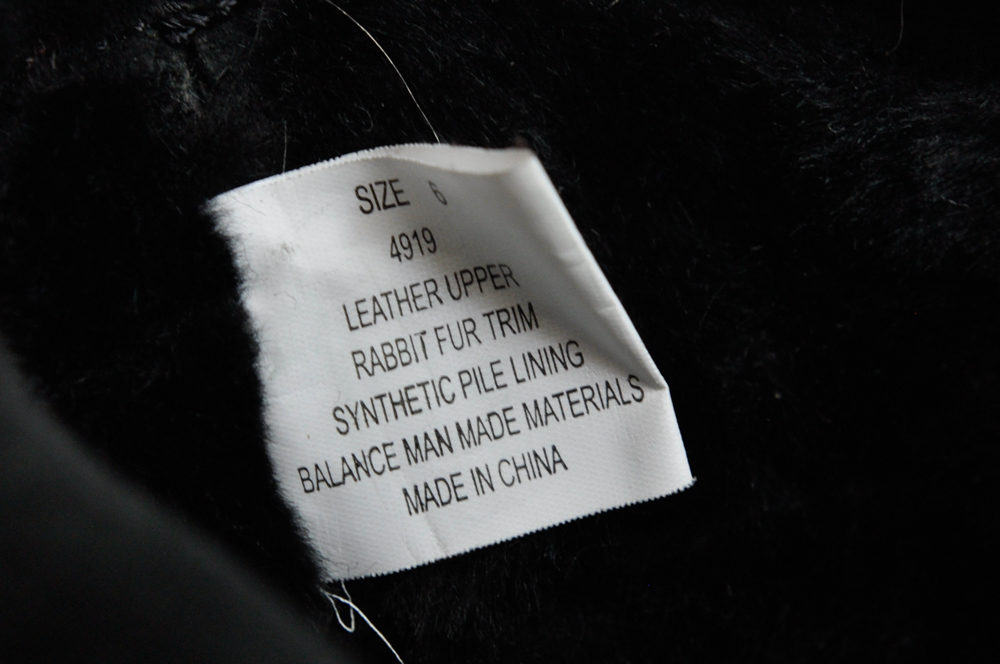 SIZE 6
4919
LEATHER UPPER
RABBIT FUR TRIM
SYNTHETIC PILE LINING
BALANCE MAN MADE MATERIALS
MADE IN CHINA